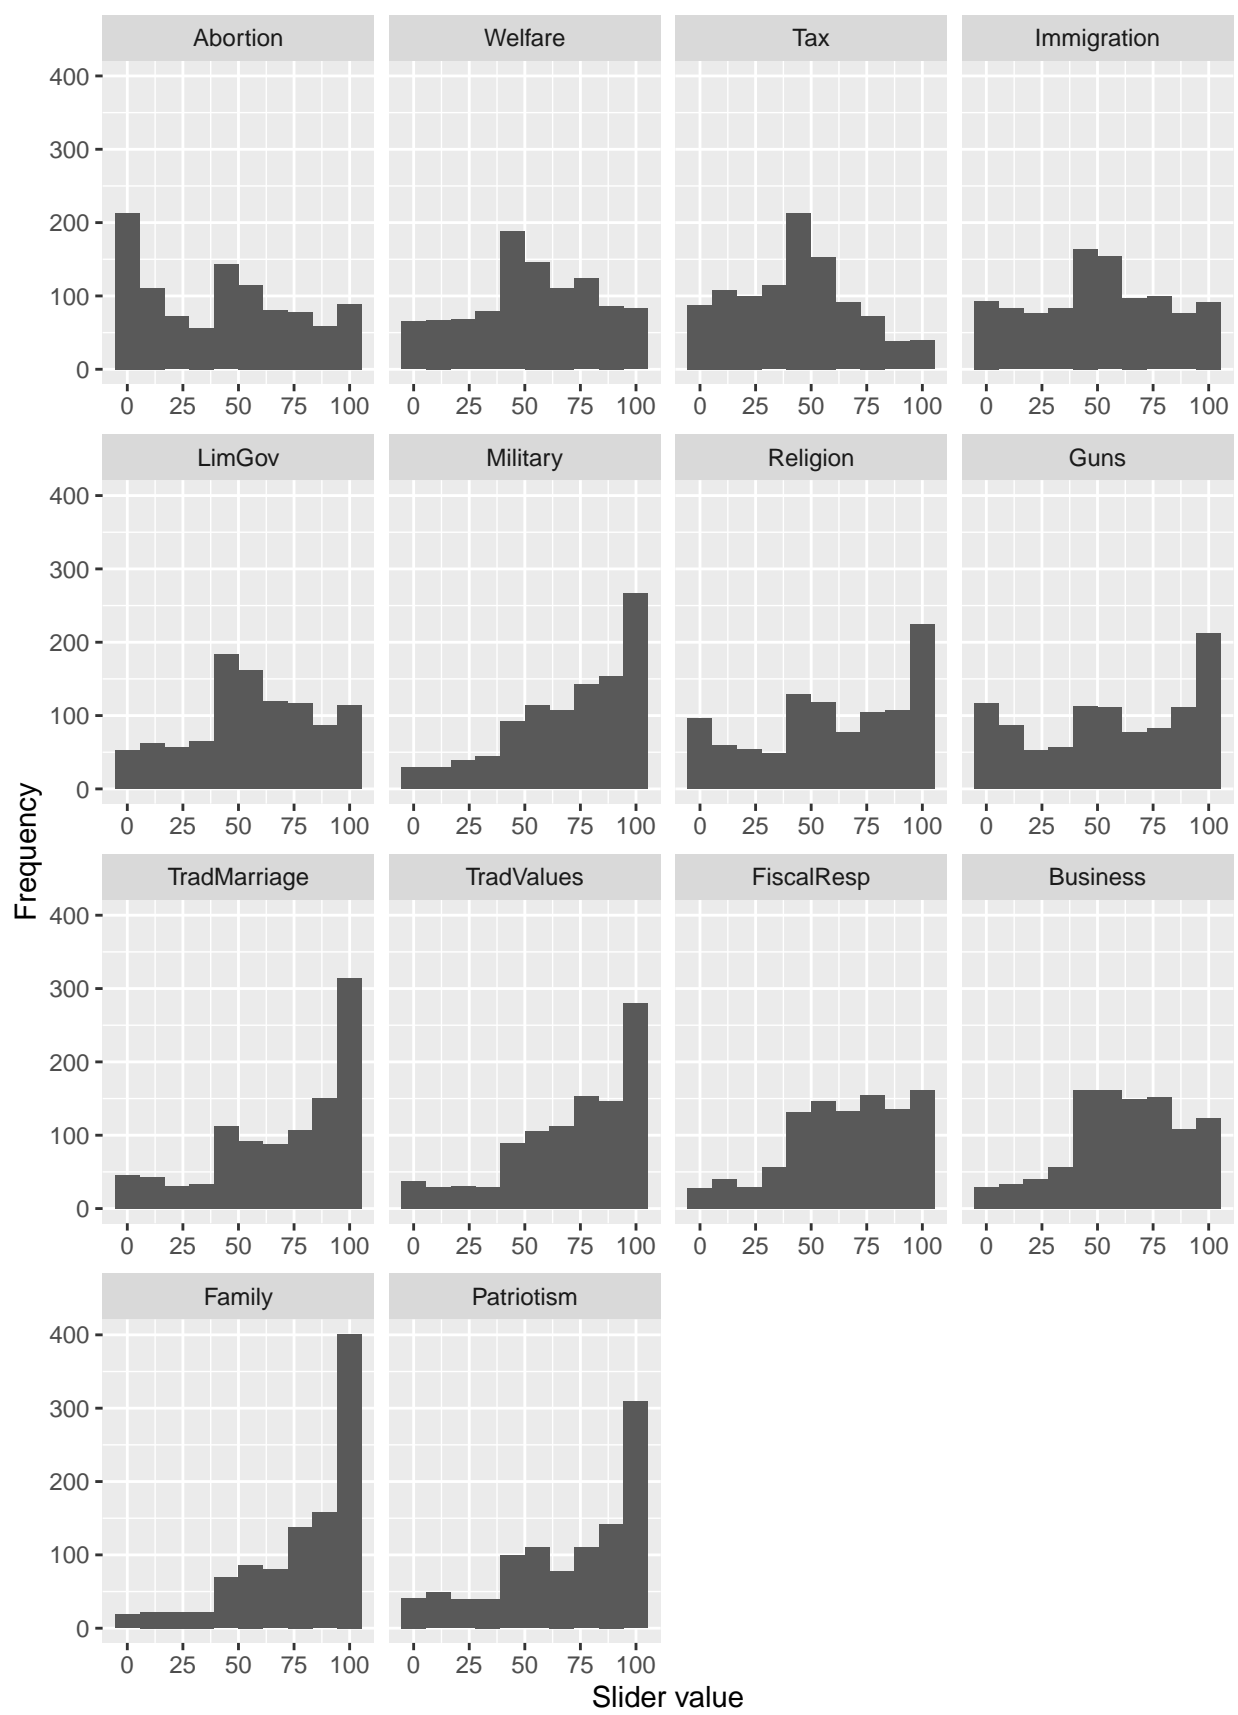 Abortion Welfare Tax Immigration
400
300
200
100
0
0 25 50 75 100 0 25 50 75 100 0 25 50 75 100 0 25 50 75 100
LimGov Military Religion Guns
400
300
200
100
0
0 25 50 75 100 0 25 50 75 100 0 25 50 75 100 0 25 50 75 100
Frequency
TradMarriage TradValues FiscalResp Business
400
300
200
100
0
0 25 50 75 100 0 25 50 75 100 0 25 50 75 100 0 25 50 75 100
Family Patriotism
400
300
200
100
0
0 25 50 75 100 0 25 50 75 100
Slider value